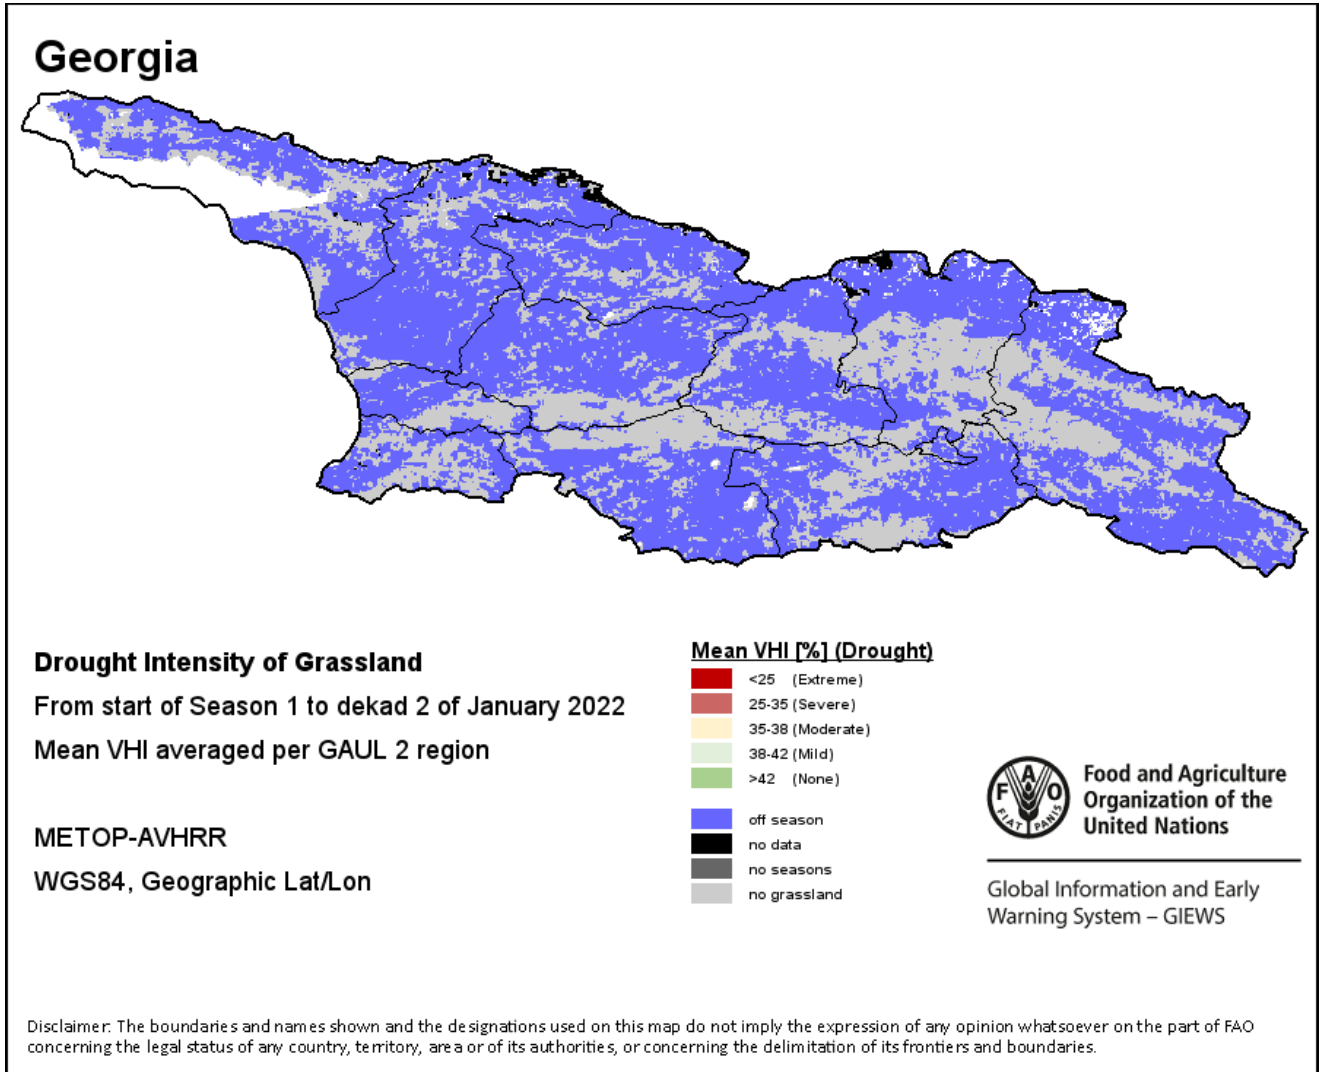 Georgia
Drought Intensity of Grassland
From start of Season 1 to dekad 2 of January 2022
Mean VHI averaged per GAUL 2 region
METOP-AVHRR
WGS84, Geographic Lat/Lon
Mean VHI [%] (Drought)
<25 (Extreme)
25-35 (Severe)
35-38 (Moderate)
38-42 (Mild)
>42 (None)
off season
no data
no seasons
no grassland
F A O
FIAT PANIS
Food and Agriculture
Organization of the
United Nations
Global Information and Early
Warning System – GIEWS
Disclaimer: The boundaries and names shown and the designations used on this map do not imply the expression of any opinion whatsoever on the part of FAO
concerning the legal status of any country, territory, area or of its authorities, or concerning the delimitation of its frontiers and boundaries.